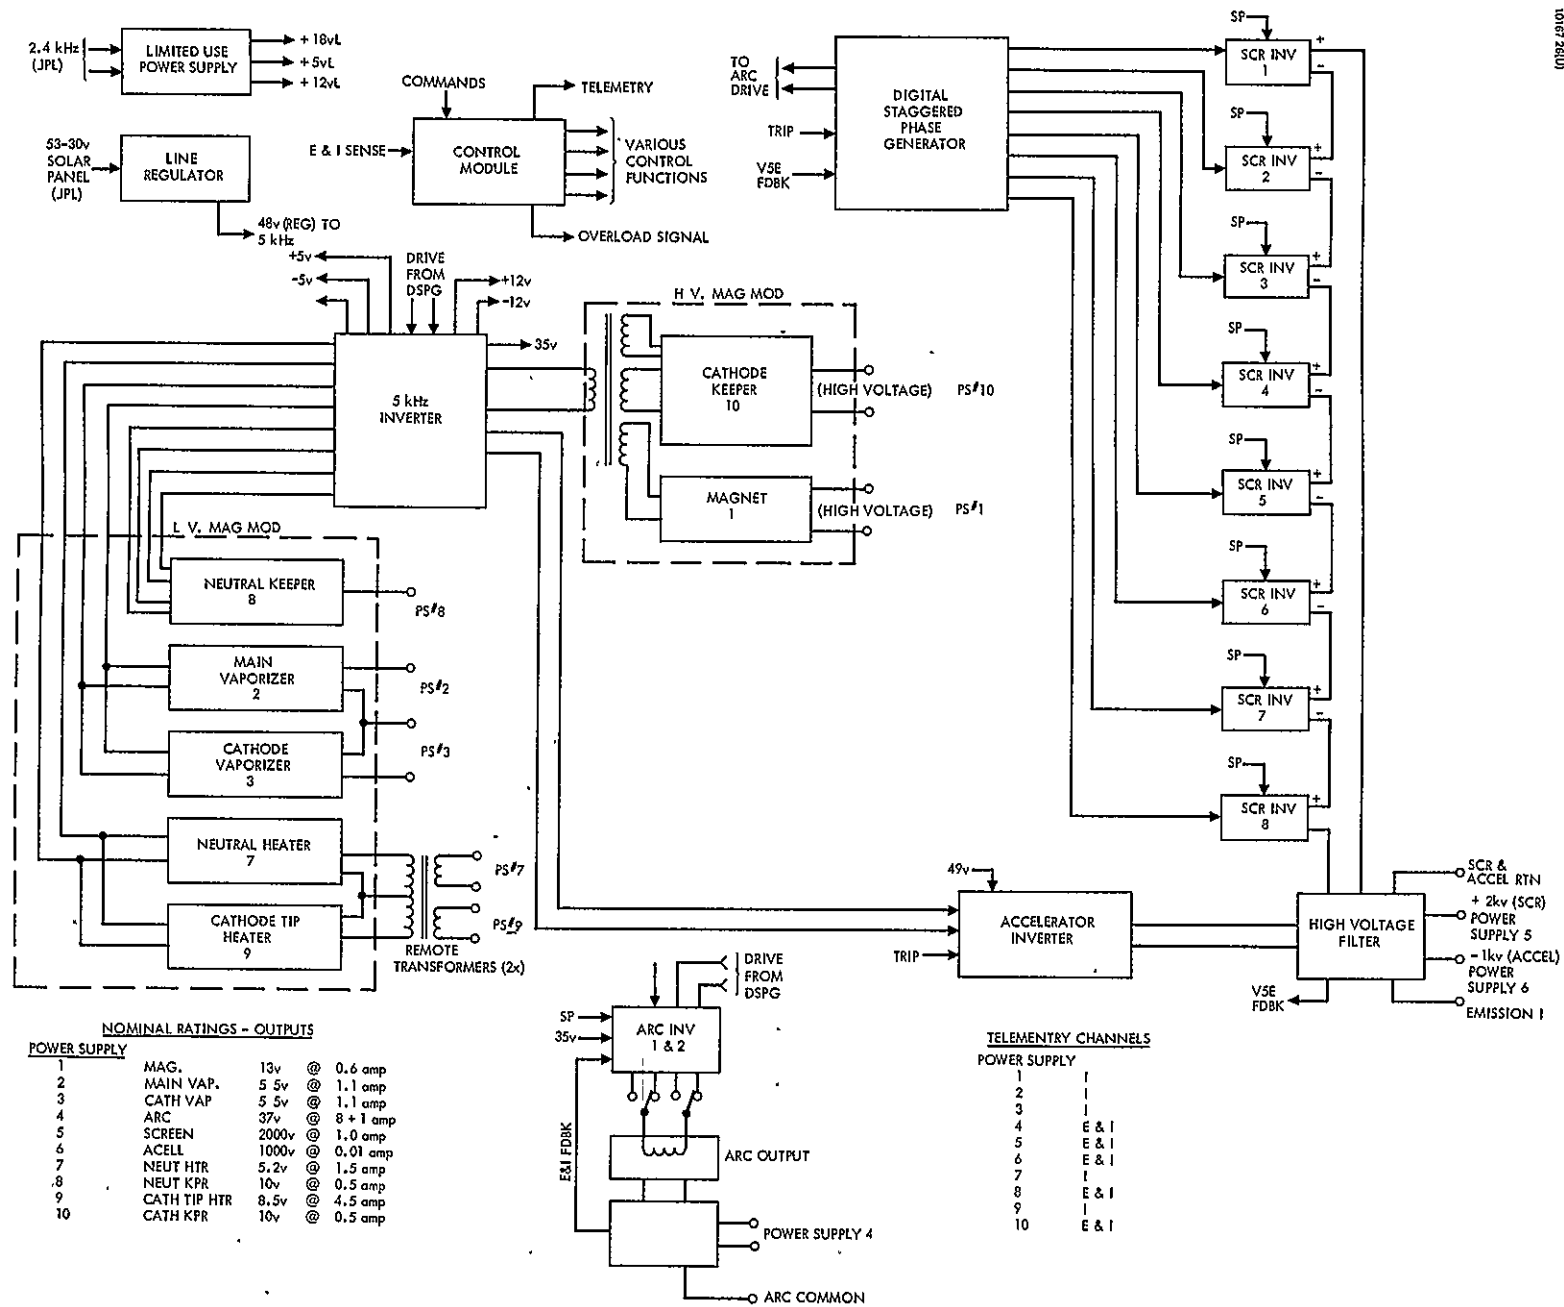 10167 26(U)
2.4 kHz
(JPL)
LIMITED USE
POWER SUPPLY
+ 18vL
+ 5vL
+ 12vL
53-30v
SOLAR
PANEL
(JPL)
LINE
REGULATOR
48v (REG) TO
5 kHz
COMMANDS
E & I SENSE
CONTROL
MODULE
TELEMETRY
VARIOUS
CONTROL
FUNCTIONS
OVERLOAD SIGNAL
TO
ARC
DRIVE
TRIP
V5E
FDBK
DIGITAL
STAGGERED
PHASE
GENERATOR
SP
SCR INV
1
+
-
SP
SCR INV
2
+
-
SP
SCR INV
3
+
-
SP
SCR INV
4
+
-
SP
SCR INV
5
+
-
SP
SCR INV
6
+
-
SP
SCR INV
7
+
-
SP
SCR INV
8
+
+5v
-5v
DRIVE
FROM
DSPG
+12v
-12v
35v
5 kHz
INVERTER
H V. MAG MOD
CATHODE
KEEPER
10
(HIGH VOLTAGE)
PS#10
MAGNET
1
(HIGH VOLTAGE)
PS#1
L V. MAG MOD
NEUTRAL KEEPER
8
PS#8
MAIN
VAPORIZER
2
PS#2
CATHODE
VAPORIZER
3
PS#3
NEUTRAL HEATER
7
PS#7
CATHODE TIP
HEATER
9
PS#9
REMOTE
TRANSFORMERS (2x)
49v
TRIP
ACCELERATOR
INVERTER
HIGH VOLTAGE
FILTER
SCR &
ACCEL RTN
+ 2kv (SCR)
POWER
SUPPLY 5
-1kv (ACCEL)
POWER
SUPPLY 6
EMISSION I
V5E
FDBK
DRIVE
FROM
DSPG
SP
35v
ARC INV
1 & 2
E&I FDBK
ARC OUTPUT
POWER SUPPLY 4
ARC COMMON
NOMINAL RATINGS - OUTPUTS
POWER SUPPLY
1 MAG. 13v @ 0.6 amp
2 MAIN VAP. 5 5v @ 1.1 amp
3 CATH VAP 5 5v @ 1.1 amp
4 ARC 37v @ 8 + 1 amp
5 SCREEN 2000v @ 1.0 amp
6 ACELL 1000v @ 0.01 amp
7 NEUT HTR 5.2v @ 1.5 amp
8 NEUT KPR 10v @ 0.5 amp
9 CATH TIP HTR 8.5v @ 4.5 amp
10 CATH KPR 10v @ 0.5 amp
TELEMENTRY CHANNELS
POWER SUPPLY
1 I
2 I
3 I
4 E & I
5 E & I
6 E & I
7 I
8 E & I
9 I
10 E & I